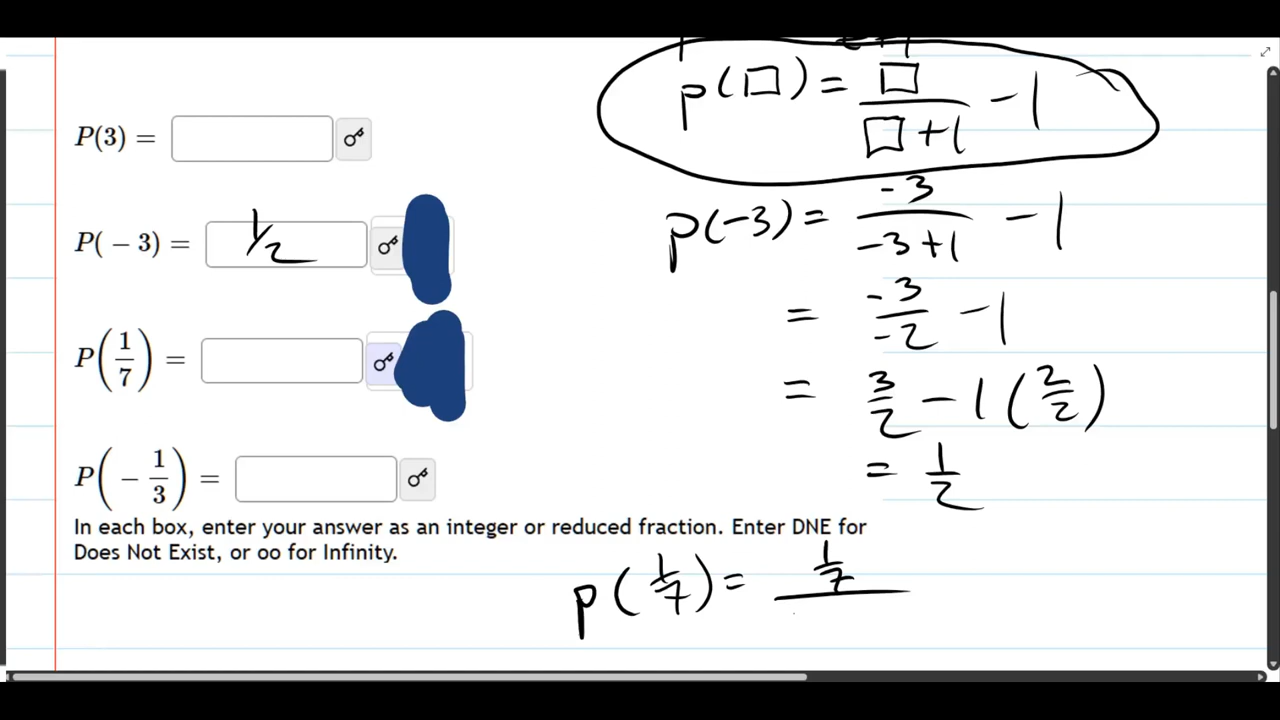 P(3) =
P(−3) = 1/2
P(1/7) =
P(−1/3) =
In each box, enter your answer as an integer or reduced fraction. Enter DNE for
Does Not Exist, or oo for Infinity.
p(□) = □/(□+1) − 1
p(-3) = -3/(-3+1) − 1
= -3/-2 − 1
= 3/2 − 1(2/2)
= 1/2
p(1/7) = 1/7